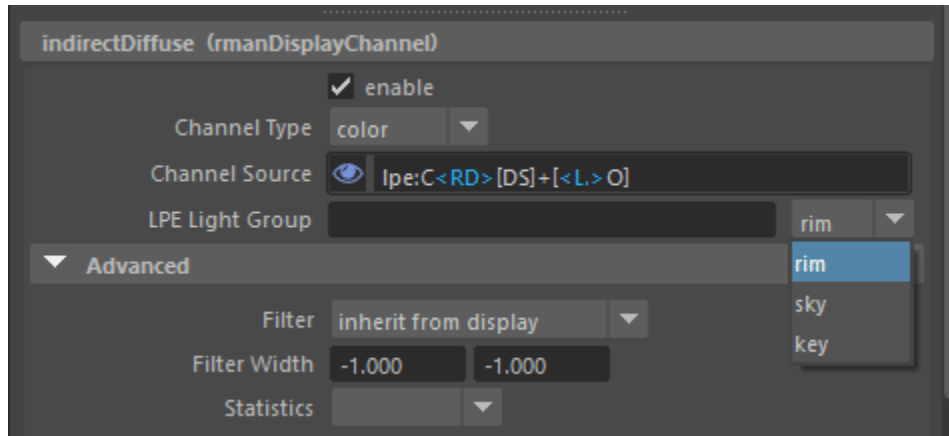 indirectDiffuse (rmanDisplayChannel)
enable
Channel Type color
Channel Source lpe:C<RD>[DS]+[<L.>O]
LPE Light Group rim
rim
Advanced
sky
Filter inherit from display
key
Filter Width -1.000 -1.000
Statistics